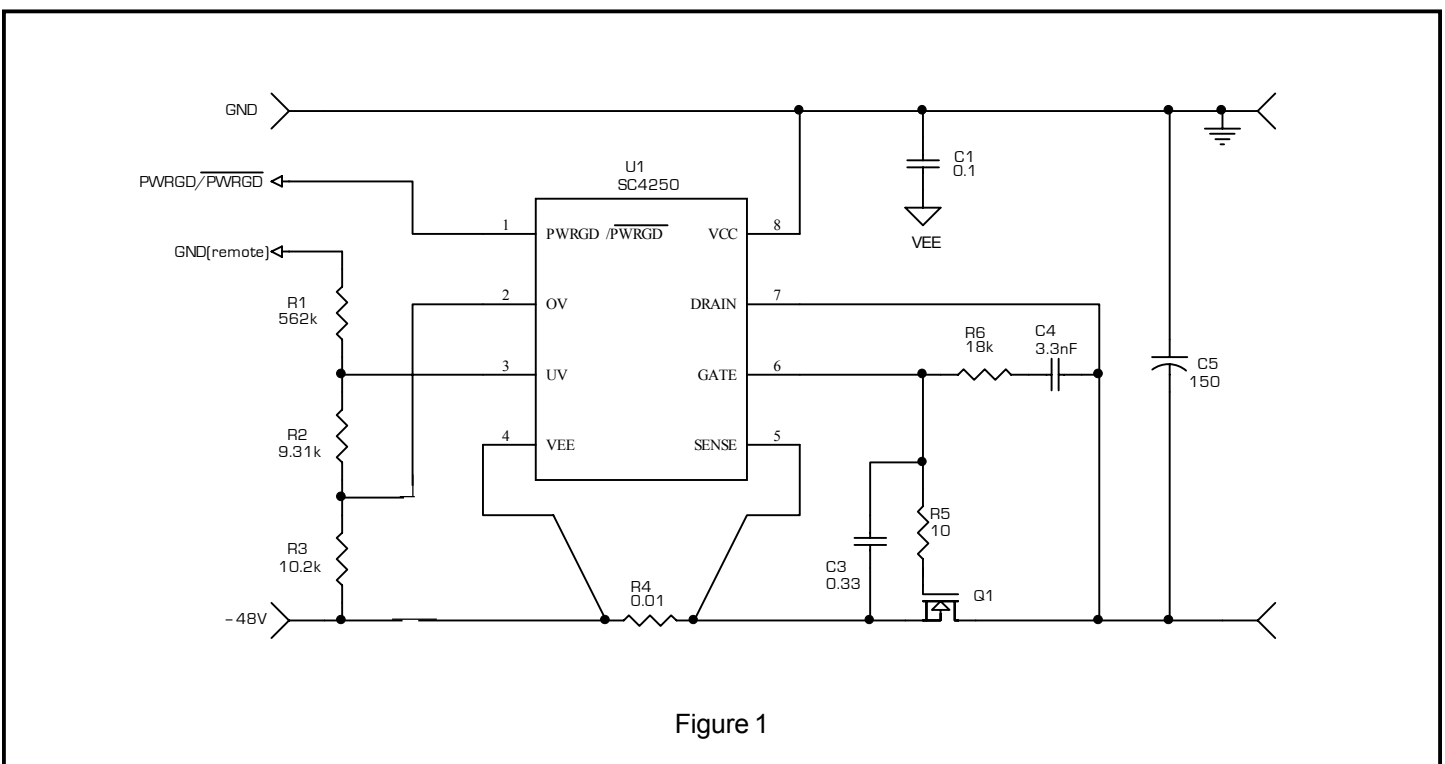 GND
PWRGD/PWRGD
GND(remote)
R1
562k
R2
9.31k
R3
10.2k
-48V
U1
SC4250
1
PWRGD /PWRGD
VCC
8
2
OV
DRAIN
7
3
UV
GATE
6
4
VEE
SENSE
5
C1
0.1
VEE
R6
18k
C4
3.3nF
C5
150
R5
10
C3
0.33
R4
0.01
Q1
Figure 1